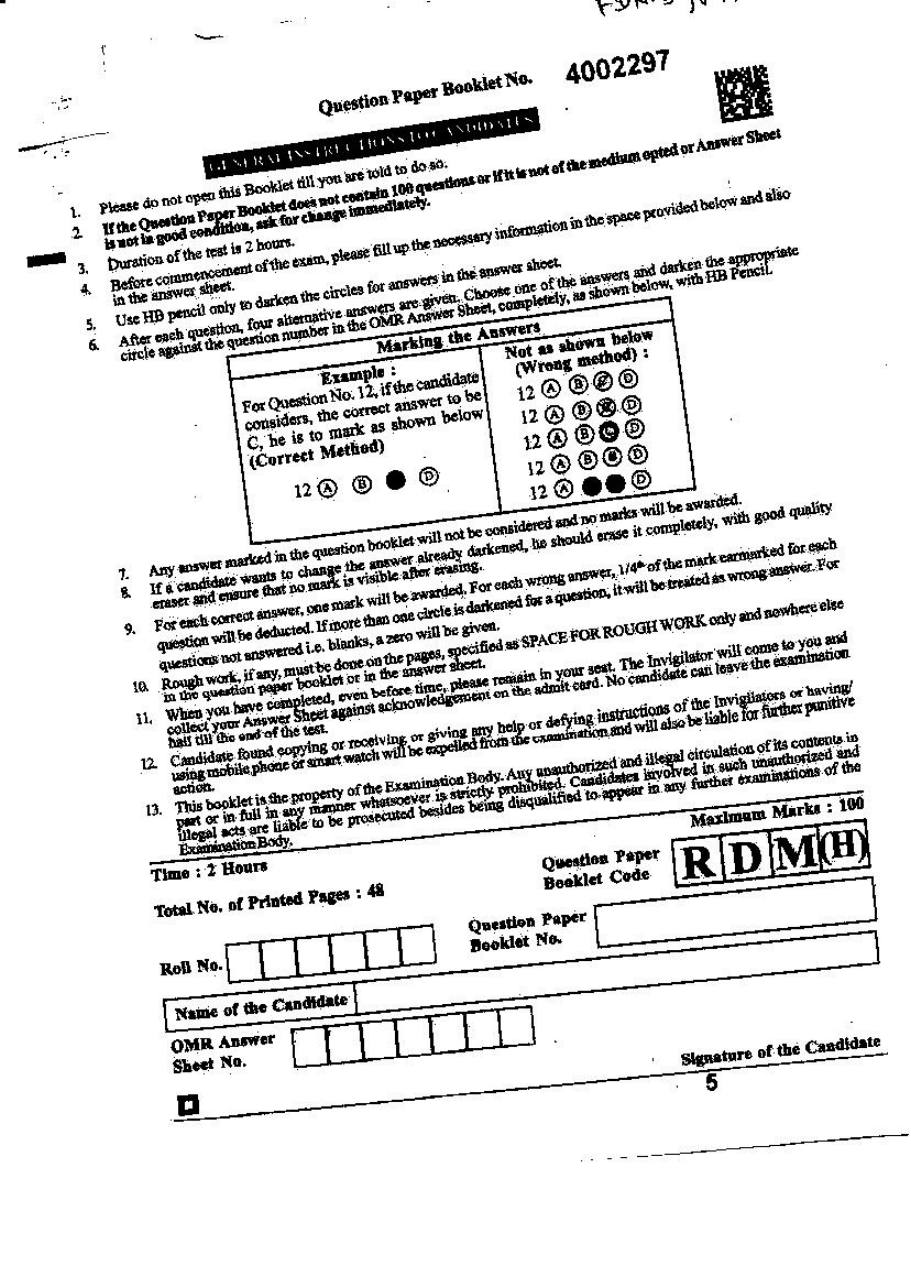 Question Paper Booklet No. 4002297
GENERAL INSTRUCTIONS TO CANDIDATES
1. Please do not open this Booklet till you are told to do so.
2. If the Question Paper Booklet does not contain 100 questions or if it is not of the medium opted or Answer Sheet
is not in good condition, ask for change immediately.
3. Duration of the test is 2 hours.
4. Before commencement of the exam, please fill up the necessary information in the space provided below and also
in the answer sheet.
5. Use HB pencil only to darken the circles for answers in the answer sheet.
6. After each question, four alternative answers are given. Choose one of the answers and darken the appropriate
circle against the question number in the OMR Answer Sheet, completely, as shown below, with HB Pencil.
Marking the Answers
Example :
For Question No. 12, if the candidate
considers, the correct answer to be
C, he is to mark as shown below
(Correct Method)
12 A B D
Not as shown below
(Wrong method) :
12 A B C D
12 A B D
12 A B C D
12 A B D
12 A D
7. Any answer marked in the question booklet will not be considered and no marks will be awarded.
8. If a candidate wants to change the answer already darkened, he should erase it completely, with good quality
eraser and ensure that no mark is visible after erasing.
9. For each correct answer, one mark will be awarded. For each wrong answer, 1/4th of the mark earmarked for each
question will be deducted. If more than one circle is darkened for a question, it will be treated as wrong answer. For
questions not answered i.e. blanks, a zero will be given.
10. Rough work, if any, must be done on the pages, specified as SPACE FOR ROUGH WORK only and nowhere else
in the question paper booklet or in the answer sheet.
11. When you have completed, even before time, please remain in your seat. The Invigilator will come to you and
collect your Answer Sheet against acknowledgement on the admit card. No candidate can leave the examination
hall till the end of the test.
12. Candidate found copying or receiving or giving any help or defying instructions of the Invigilators or having/
using mobile phone or smart watch will be expelled from the examination and will also be liable for further punitive
action.
13. This booklet is the property of the Examination Body. Any unauthorized and illegal circulation of its contents in
part or in full in any manner whatsoever is strictly prohibited. Candidates involved in such unauthorized and
illegal acts are liable to be prosecuted besides being disqualified to appear in any further examinations of the
Examination Body.
Time : 2 Hours
Maximum Marks : 100
Total No. of Printed Pages : 48
Question Paper
Booklet Code
RDM(H)
Roll No.
Question Paper
Booklet No.
Name of the Candidate
OMR Answer
Sheet No.
Signature of the Candidate
5